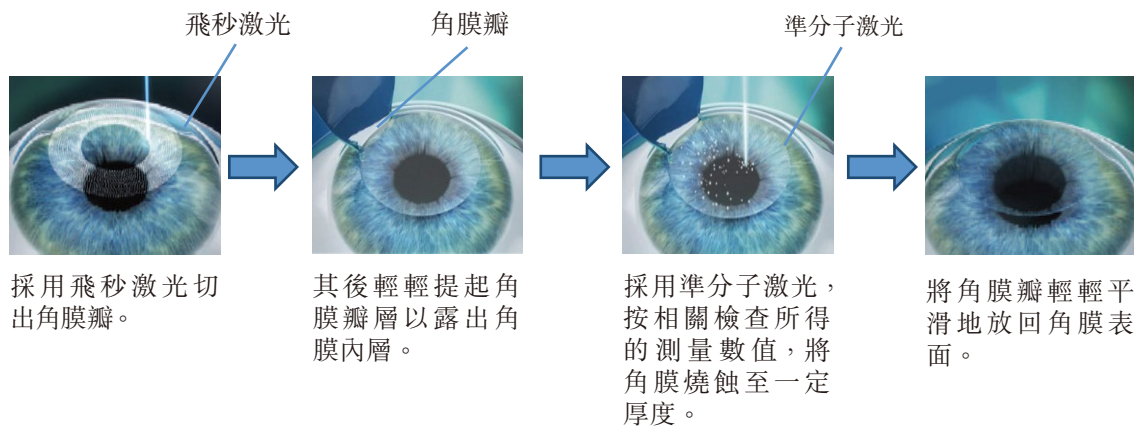 飛秒激光
角膜瓣
準分子激光
採用飛秒激光切
出角膜瓣。
其後輕輕提起角
膜瓣層以露出角
膜內層。
採用準分子激光，
按相關檢查所得
的測量數值，將
角膜燒蝕至一定
厚度。
將角膜瓣輕輕平
滑地放回角膜表
面。